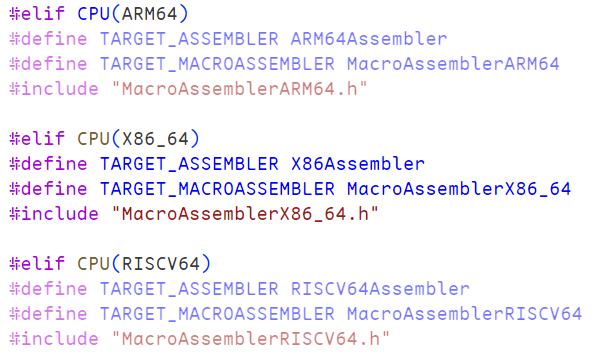 #elif CPU(ARM64)
#define TARGET_ASSEMBLER ARM64Assembler
#define TARGET_MACROASSEMBLER MacroAssemblerARM64
#include "MacroAssemblerARM64.h"
#elif CPU(X86_64)
#define TARGET_ASSEMBLER X86Assembler
#define TARGET_MACROASSEMBLER MacroAssemblerX86_64
#include "MacroAssemblerX86_64.h"
#elif CPU(RISCV64)
#define TARGET_ASSEMBLER RISCV64Assembler
#define TARGET_MACROASSEMBLER MacroAssemblerRISCV64
#include "MacroAssemblerRISCV64.h"